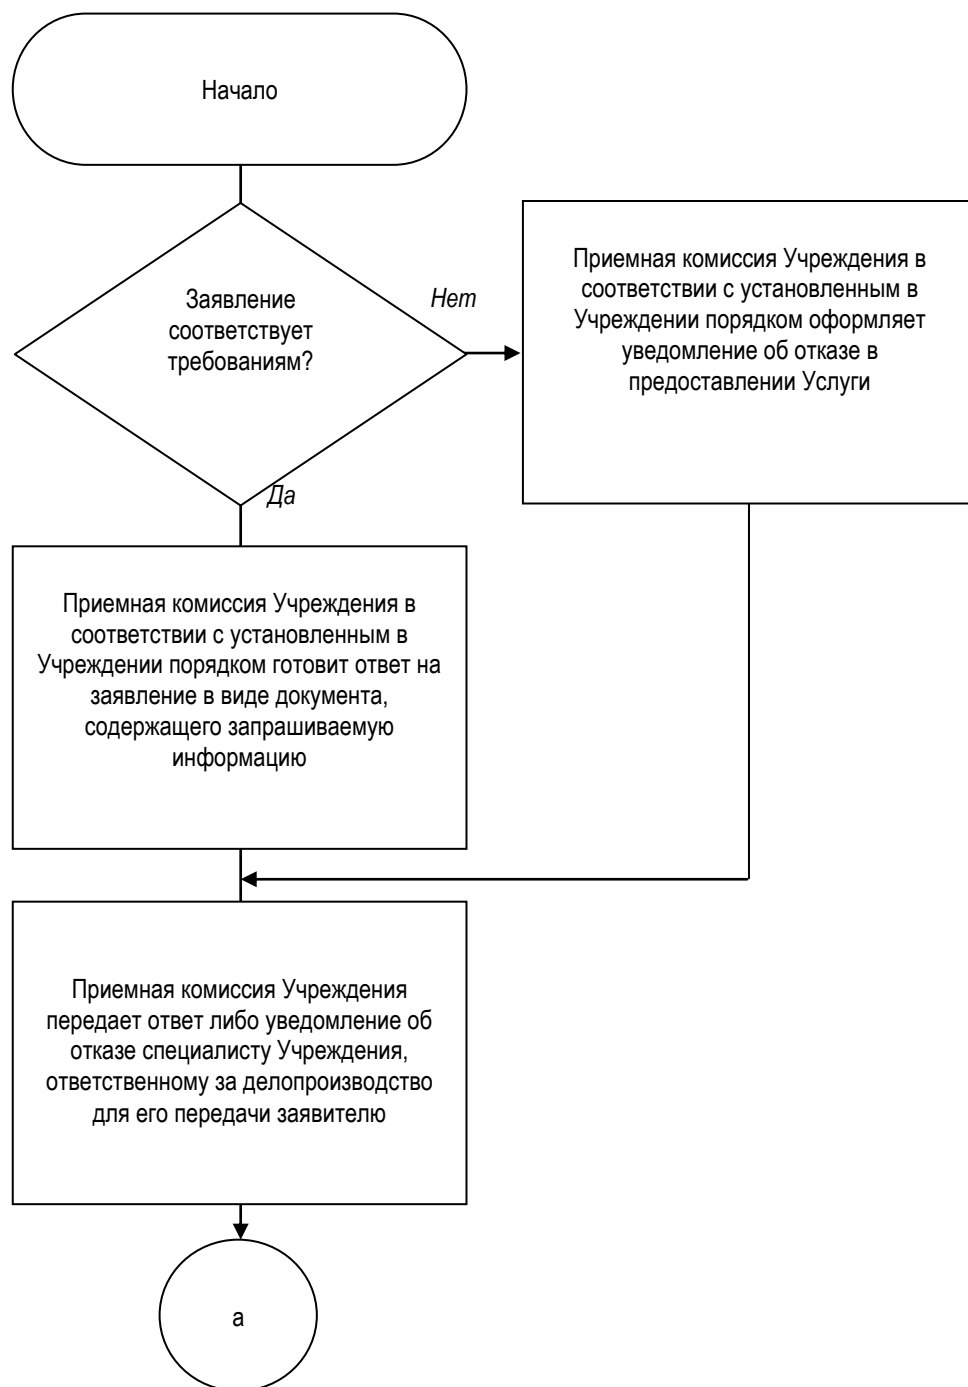 Начало
Заявление
соответствует
требованиям?
Нет
Приемная комиссия Учреждения в
соответствии с установленным в
Учреждении порядком оформляет
уведомление об отказе в
предоставлении Услуги
Да
Приемная комиссия Учреждения в
соответствии с установленным в
Учреждении порядком готовит ответ на
заявление в виде документа,
содержащего запрашиваемую
информацию
Приемная комиссия Учреждения
передает ответ либо уведомление об
отказе специалисту Учреждения,
ответственному за делопроизводство
для его передачи заявителю
а